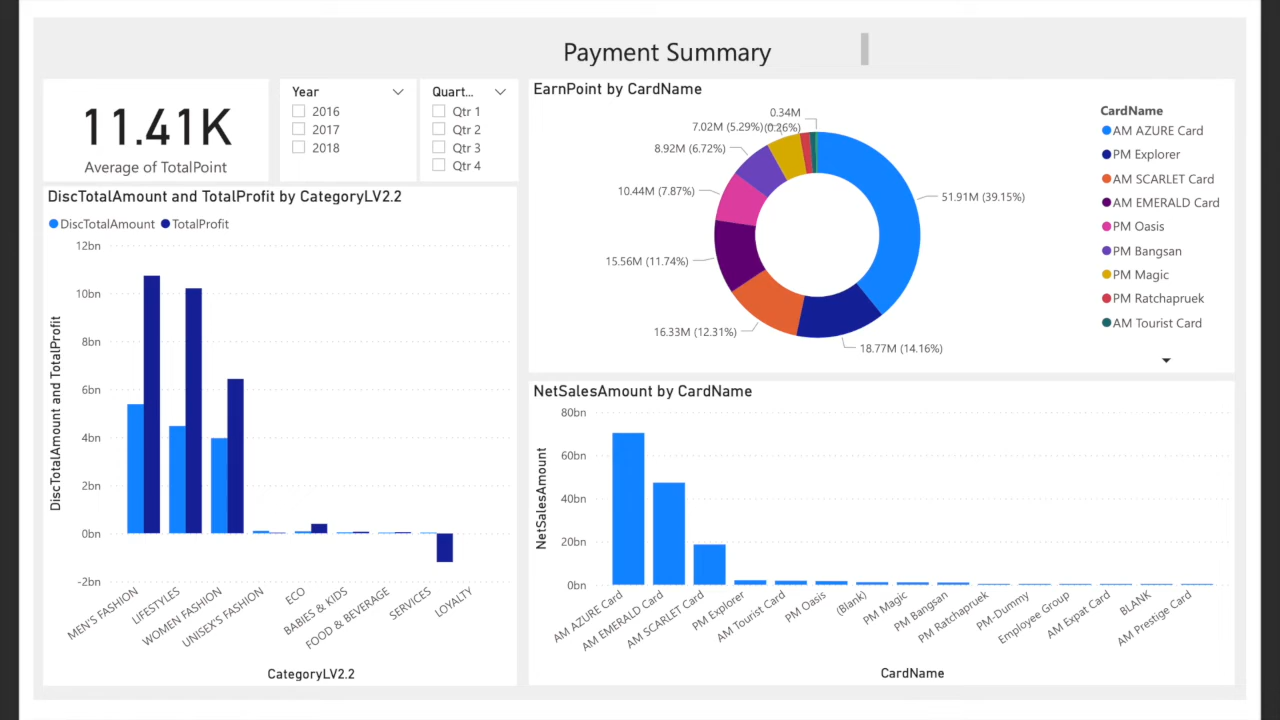 Payment Summary
11.41K
Average of TotalPoint
Year
2016
2017
2018
Quart...
Qtr 1
Qtr 2
Qtr 3
Qtr 4
DiscTotalAmount and TotalProfit by CategoryLV2.2
DiscTotalAmount TotalProfit
DiscTotalAmount and TotalProfit
12bn
10bn
8bn
6bn
4bn
2bn
0bn
-2bn
MEN'S FASHION
LIFESTYLES
WOMEN FASHION
UNISEX'S FASHION
ECO
BABIES & KIDS
FOOD & BEVERAGE
SERVICES
LOYALTY
CategoryLV2.2
EarnPoint by CardName
0.34M
(0.26%)
7.02M (5.29%)
8.92M (6.72%)
10.44M (7.87%)
15.56M (11.74%)
16.33M (12.31%)
18.77M (14.16%)
51.91M (39.15%)
CardName
AM AZURE Card
PM Explorer
AM SCARLET Card
AM EMERALD Card
PM Oasis
PM Bangsan
PM Magic
PM Ratchapruek
AM Tourist Card
NetSalesAmount by CardName
NetSalesAmount
80bn
60bn
40bn
20bn
0bn
AM AZURE Card
AM EMERALD Card
AM SCARLET Card
PM Explorer
AM Tourist Card
PM Oasis
(Blank)
PM Magic
PM Bangsan
PM Ratchapruek
PM-Dummy
Employee Group
AM Expat Card
BLANK
AM Prestige Card
CardName